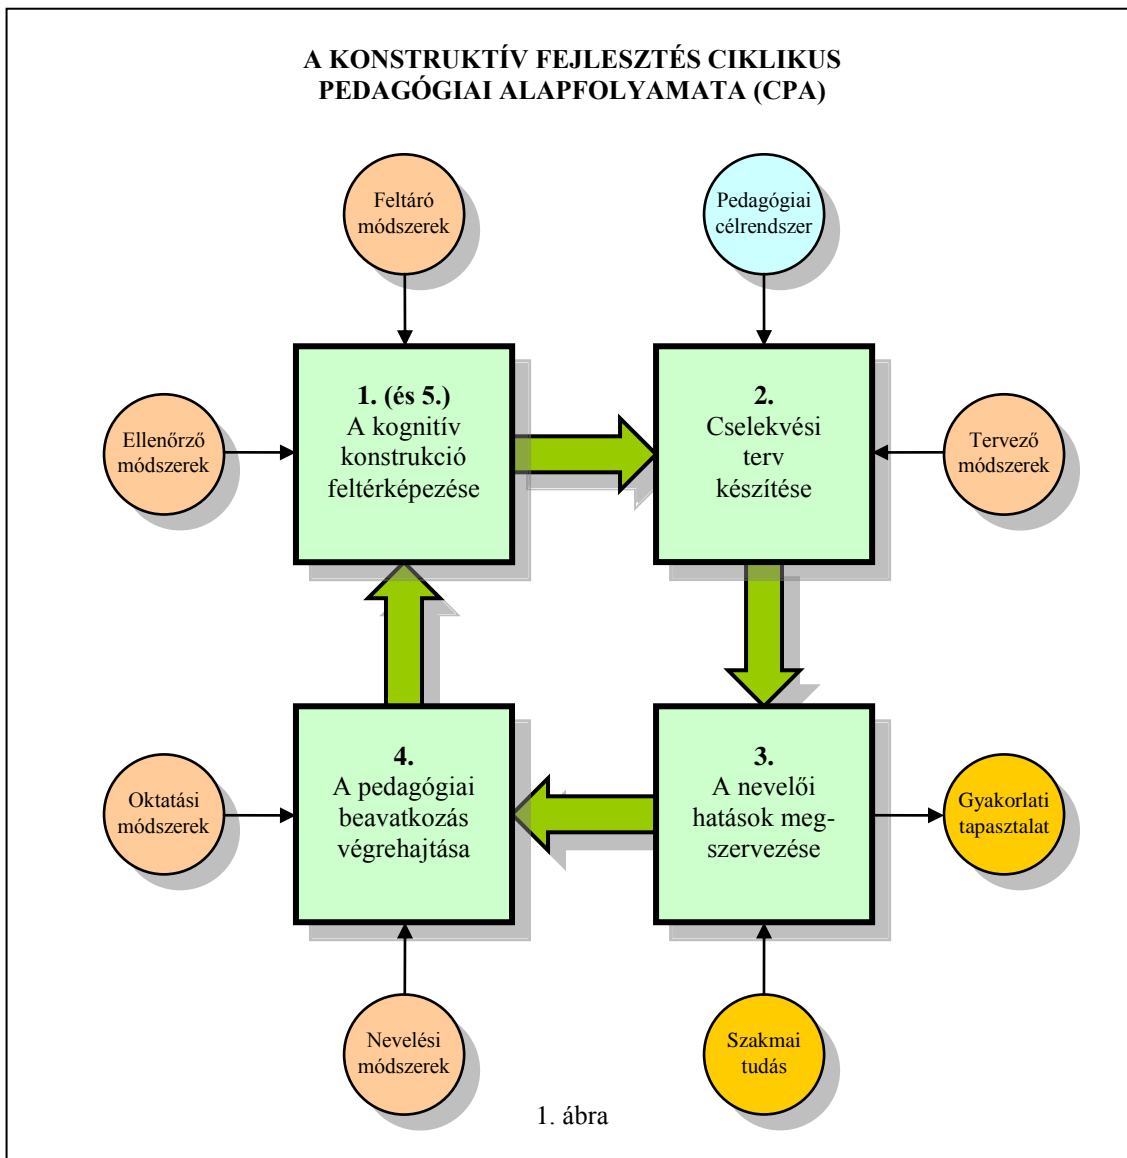 A KONSTRUKTÍV FEJLESZTÉS CIKLIKUS
PEDAGÓGIAI ALAPFOLYAMATA (CPA)
Feltáró
módszerek
Pedagógiai
célrendszer
Ellenőrző
módszerek
1. (és 5.)
A kognitív
konstrukció
feltérképezése
2.
Cselekvési
terv
készítése
Tervező
módszerek
Oktatási
módszerek
4.
A pedagógiai
beavatkozás
végrehajtása
3.
A nevelői
hatások meg-
szervezése
Gyakorlati
tapasztalat
Nevelési
módszerek
Szakmai
tudás
1. ábra